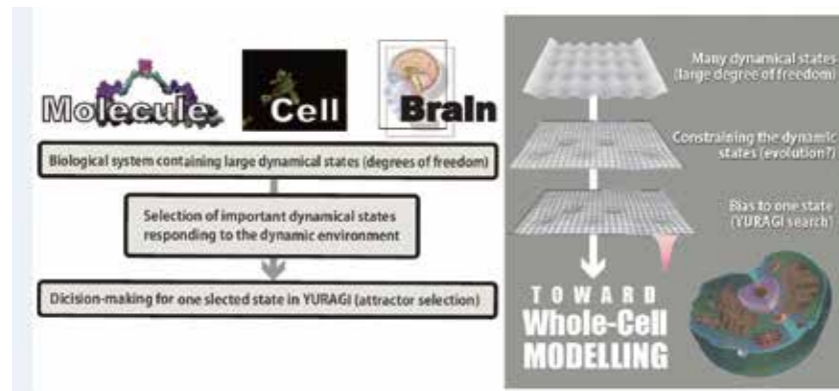 Molecule
Cell
Brain
Biological system containing large dynamical states (degrees of freedom)
Selection of important dynamical states
responding to the dynamic environment
Dicision-making for one slected state in YURAGI (attractor selection)
Many dynamical states
(large degree of freedom)
Constraining the dynamic
states (evolution?)
Bias to one state
(YURAGI search)
TOWARD
Whole-Cell
MODELLING